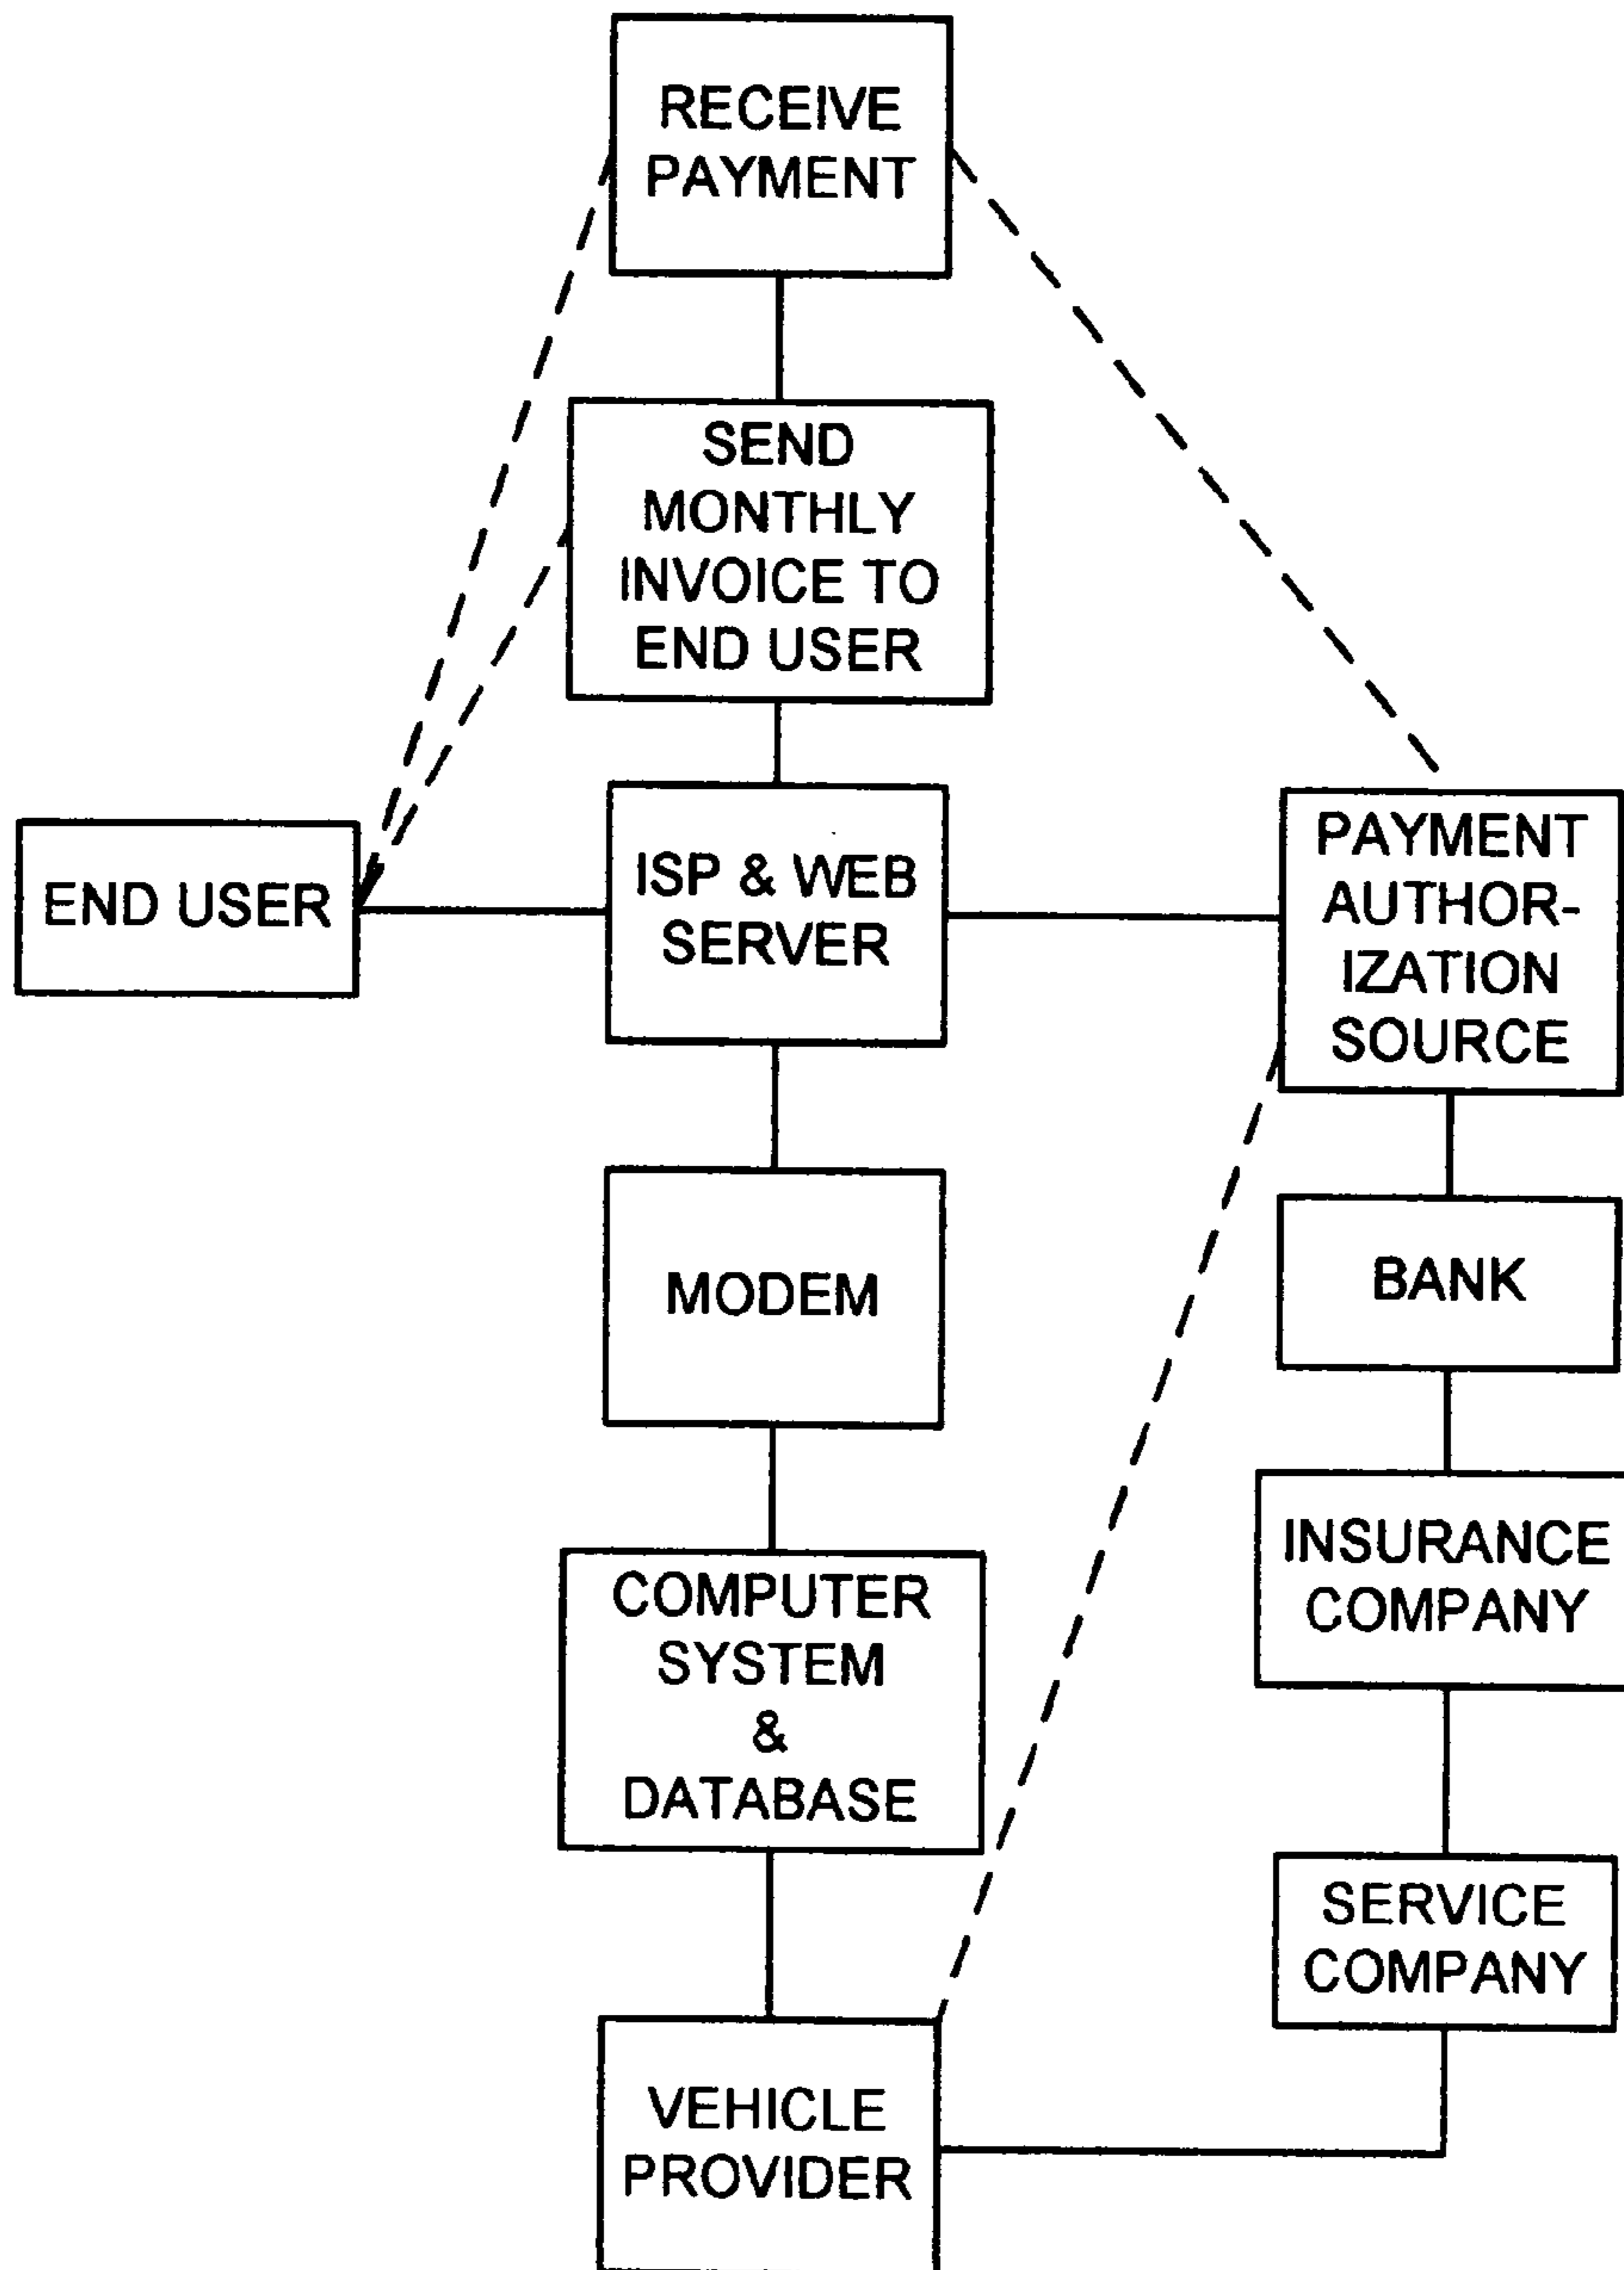 RECEIVE
PAYMENT
SEND
MONTHLY
INVOICE TO
END USER
END USER
ISP & WEB
SERVER
PAYMENT
AUTHOR-
IZATION
SOURCE
MODEM
BANK
COMPUTER
SYSTEM
&
DATABASE
INSURANCE
COMPANY
SERVICE
COMPANY
VEHICLE
PROVIDER